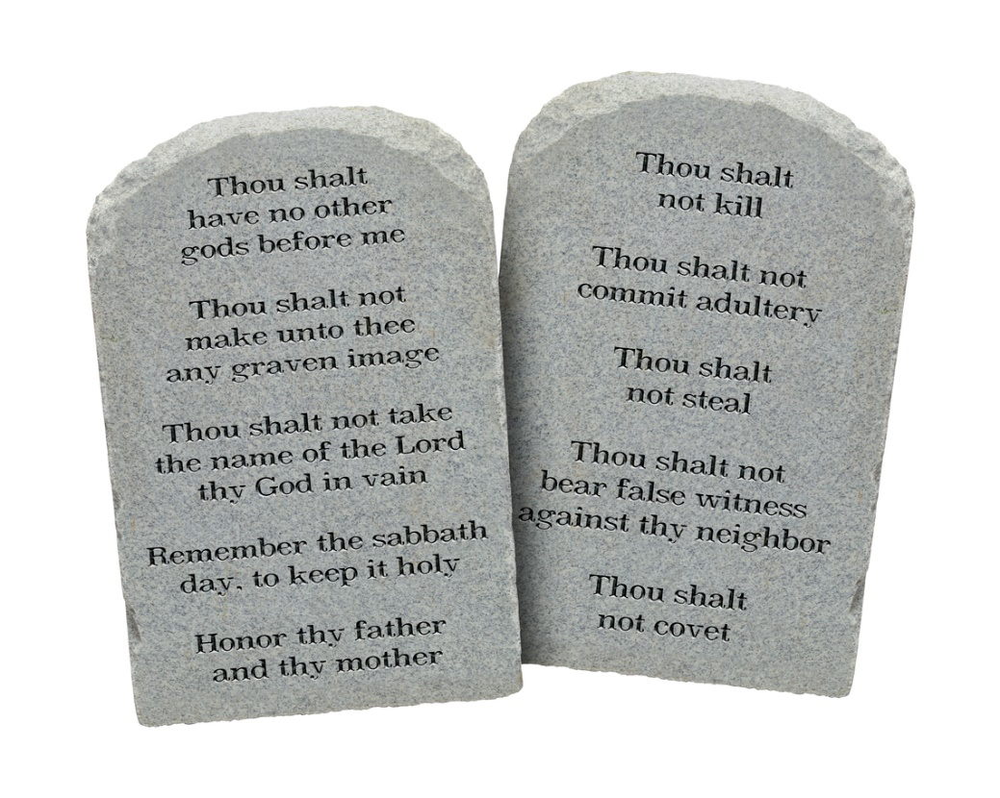 Thou shalt
have no other
gods before me
Thou shalt not
make unto thee
any graven image
Thou shalt not take
the name of the Lord
thy God in vain
Remember the sabbath
day, to keep it holy
Honor thy father
and thy mother
Thou shalt
not kill
Thou shalt not
commit adultery
Thou shalt
not steal
Thou shalt not
bear false witness
against thy neighbor
Thou shalt
not covet